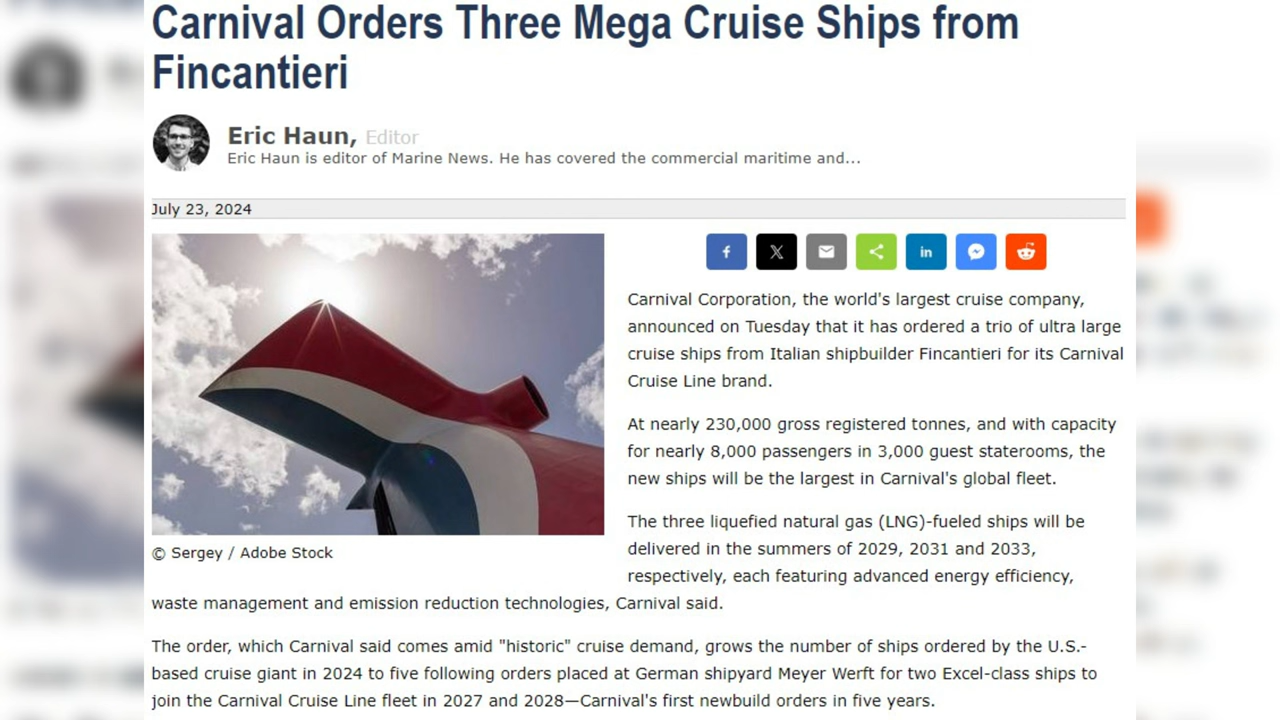 Carnival Orders Three Mega Cruise Ships from
Fincantieri
Eric Haun, Editor
Eric Haun is editor of Marine News. He has covered the commercial maritime and...
July 23, 2024
f X in
Carnival Corporation, the world's largest cruise company,
announced on Tuesday that it has ordered a trio of ultra large
cruise ships from Italian shipbuilder Fincantieri for its Carnival
Cruise Line brand.
At nearly 230,000 gross registered tonnes, and with capacity
for nearly 8,000 passengers in 3,000 guest staterooms, the
new ships will be the largest in Carnival's global fleet.
© Sergey / Adobe Stock
The three liquefied natural gas (LNG)-fueled ships will be
delivered in the summers of 2029, 2031 and 2033,
respectively, each featuring advanced energy efficiency,
waste management and emission reduction technologies, Carnival said.
The order, which Carnival said comes amid "historic" cruise demand, grows the number of ships ordered by the U.S.-
based cruise giant in 2024 to five following orders placed at German shipyard Meyer Werft for two Excel-class ships to
join the Carnival Cruise Line fleet in 2027 and 2028—Carnival's first newbuild orders in five years.